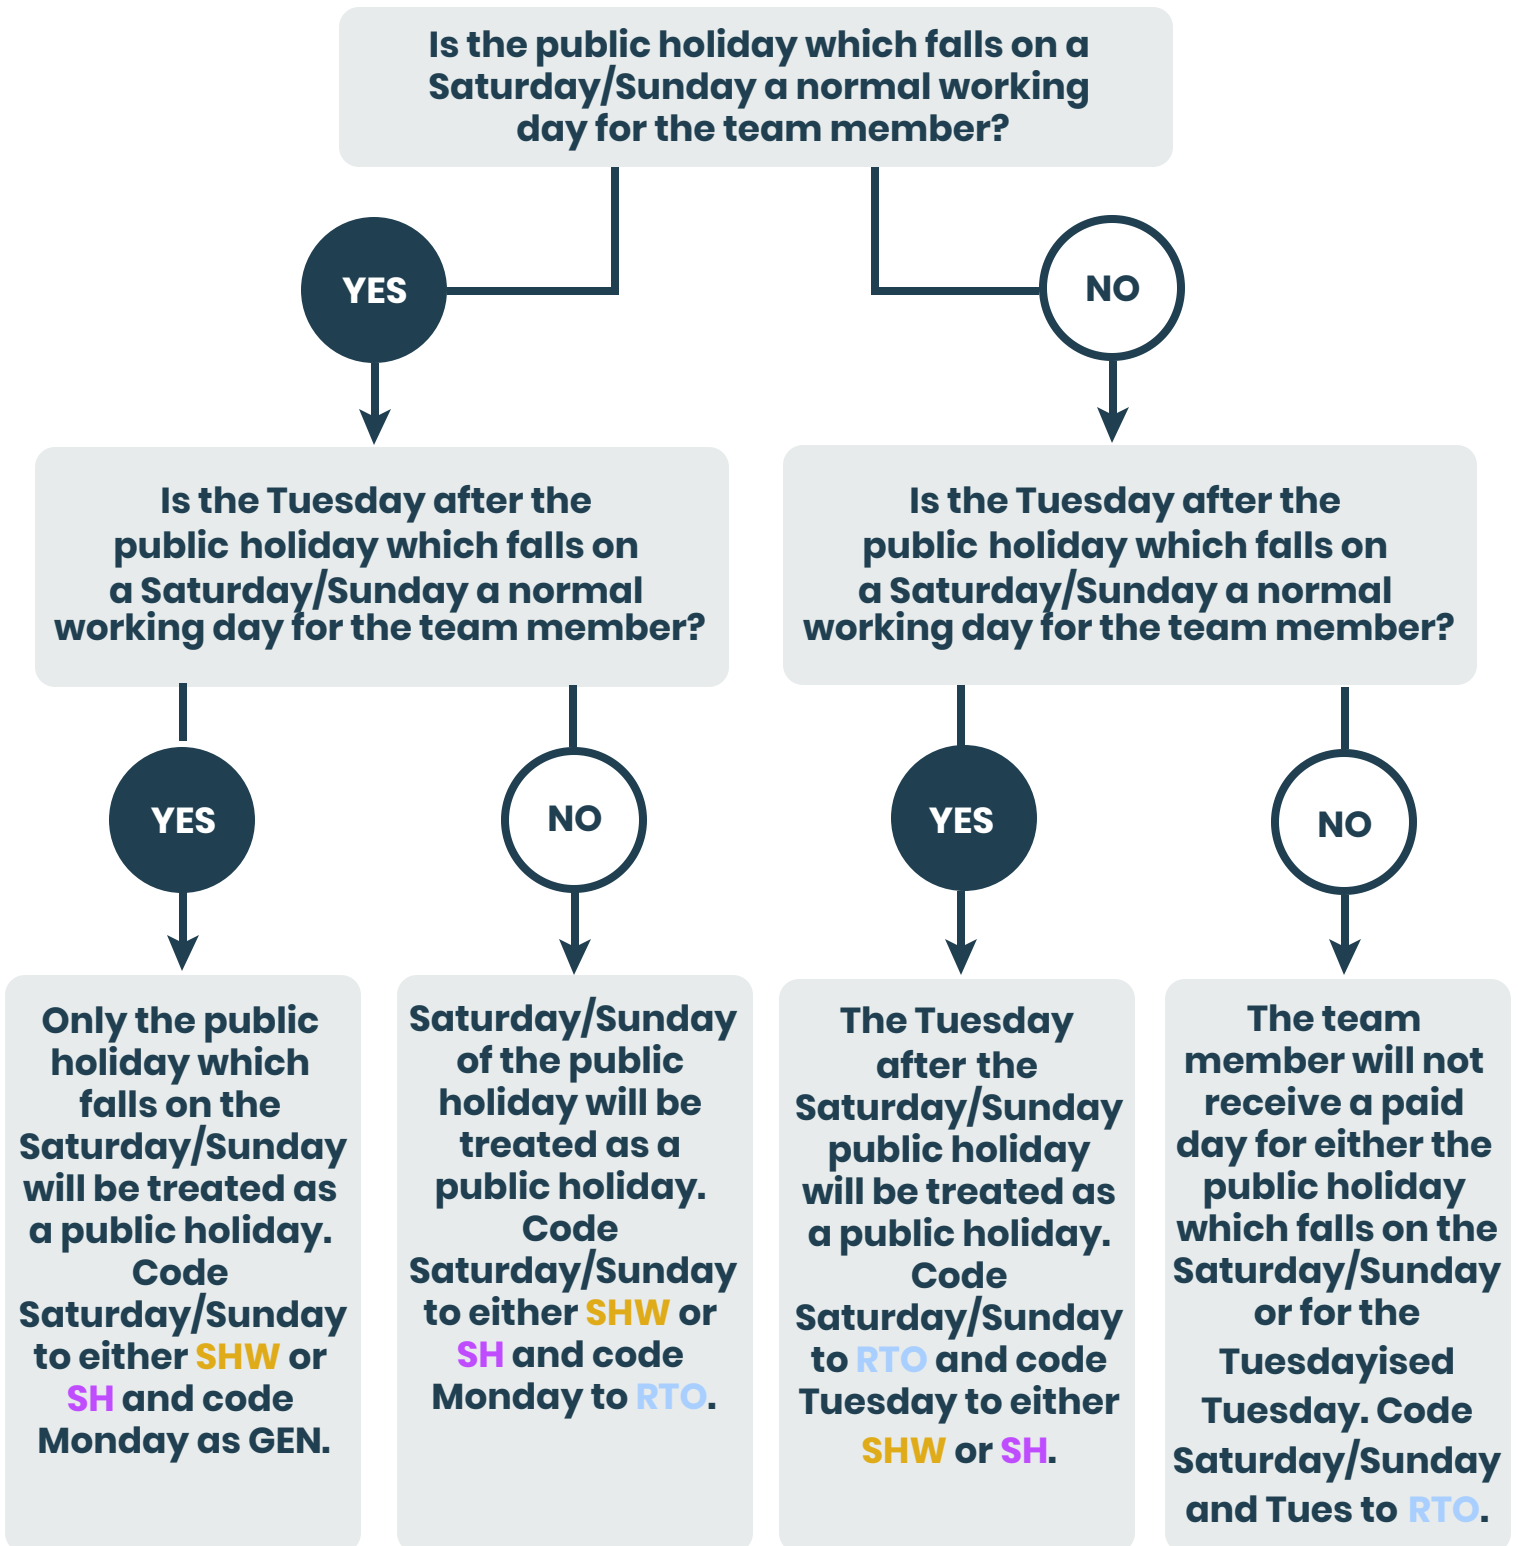 Is the public holiday which falls on a
Saturday/Sunday a normal working
day for the team member?
YES
NO
Is the Tuesday after the
public holiday which falls on
a Saturday/Sunday a normal
working day for the team member?
Is the Tuesday after the
public holiday which falls on
a Saturday/Sunday a normal
working day for the team member?
YES
NO
YES
NO
Only the public
holiday which
falls on the
Saturday/Sunday
will be treated as
a public holiday.
Code
Saturday/Sunday
to either SHW or
SH and code
Monday as GEN.
Saturday/Sunday
of the public
holiday will be
treated as a
public holiday.
Code
Saturday/Sunday
to either SHW or
SH and code
Monday to RTO.
The Tuesday
after the
Saturday/Sunday
public holiday
will be treated as
a public holiday.
Code
Saturday/Sunday
to RTO and code
Tuesday to either
SHW or SH.
The team
member will not
receive a paid
day for either the
public holiday
which falls on the
Saturday/Sunday
or for the
Tuesdayised
Tuesday. Code
Saturday/Sunday
and Tues to RTO.